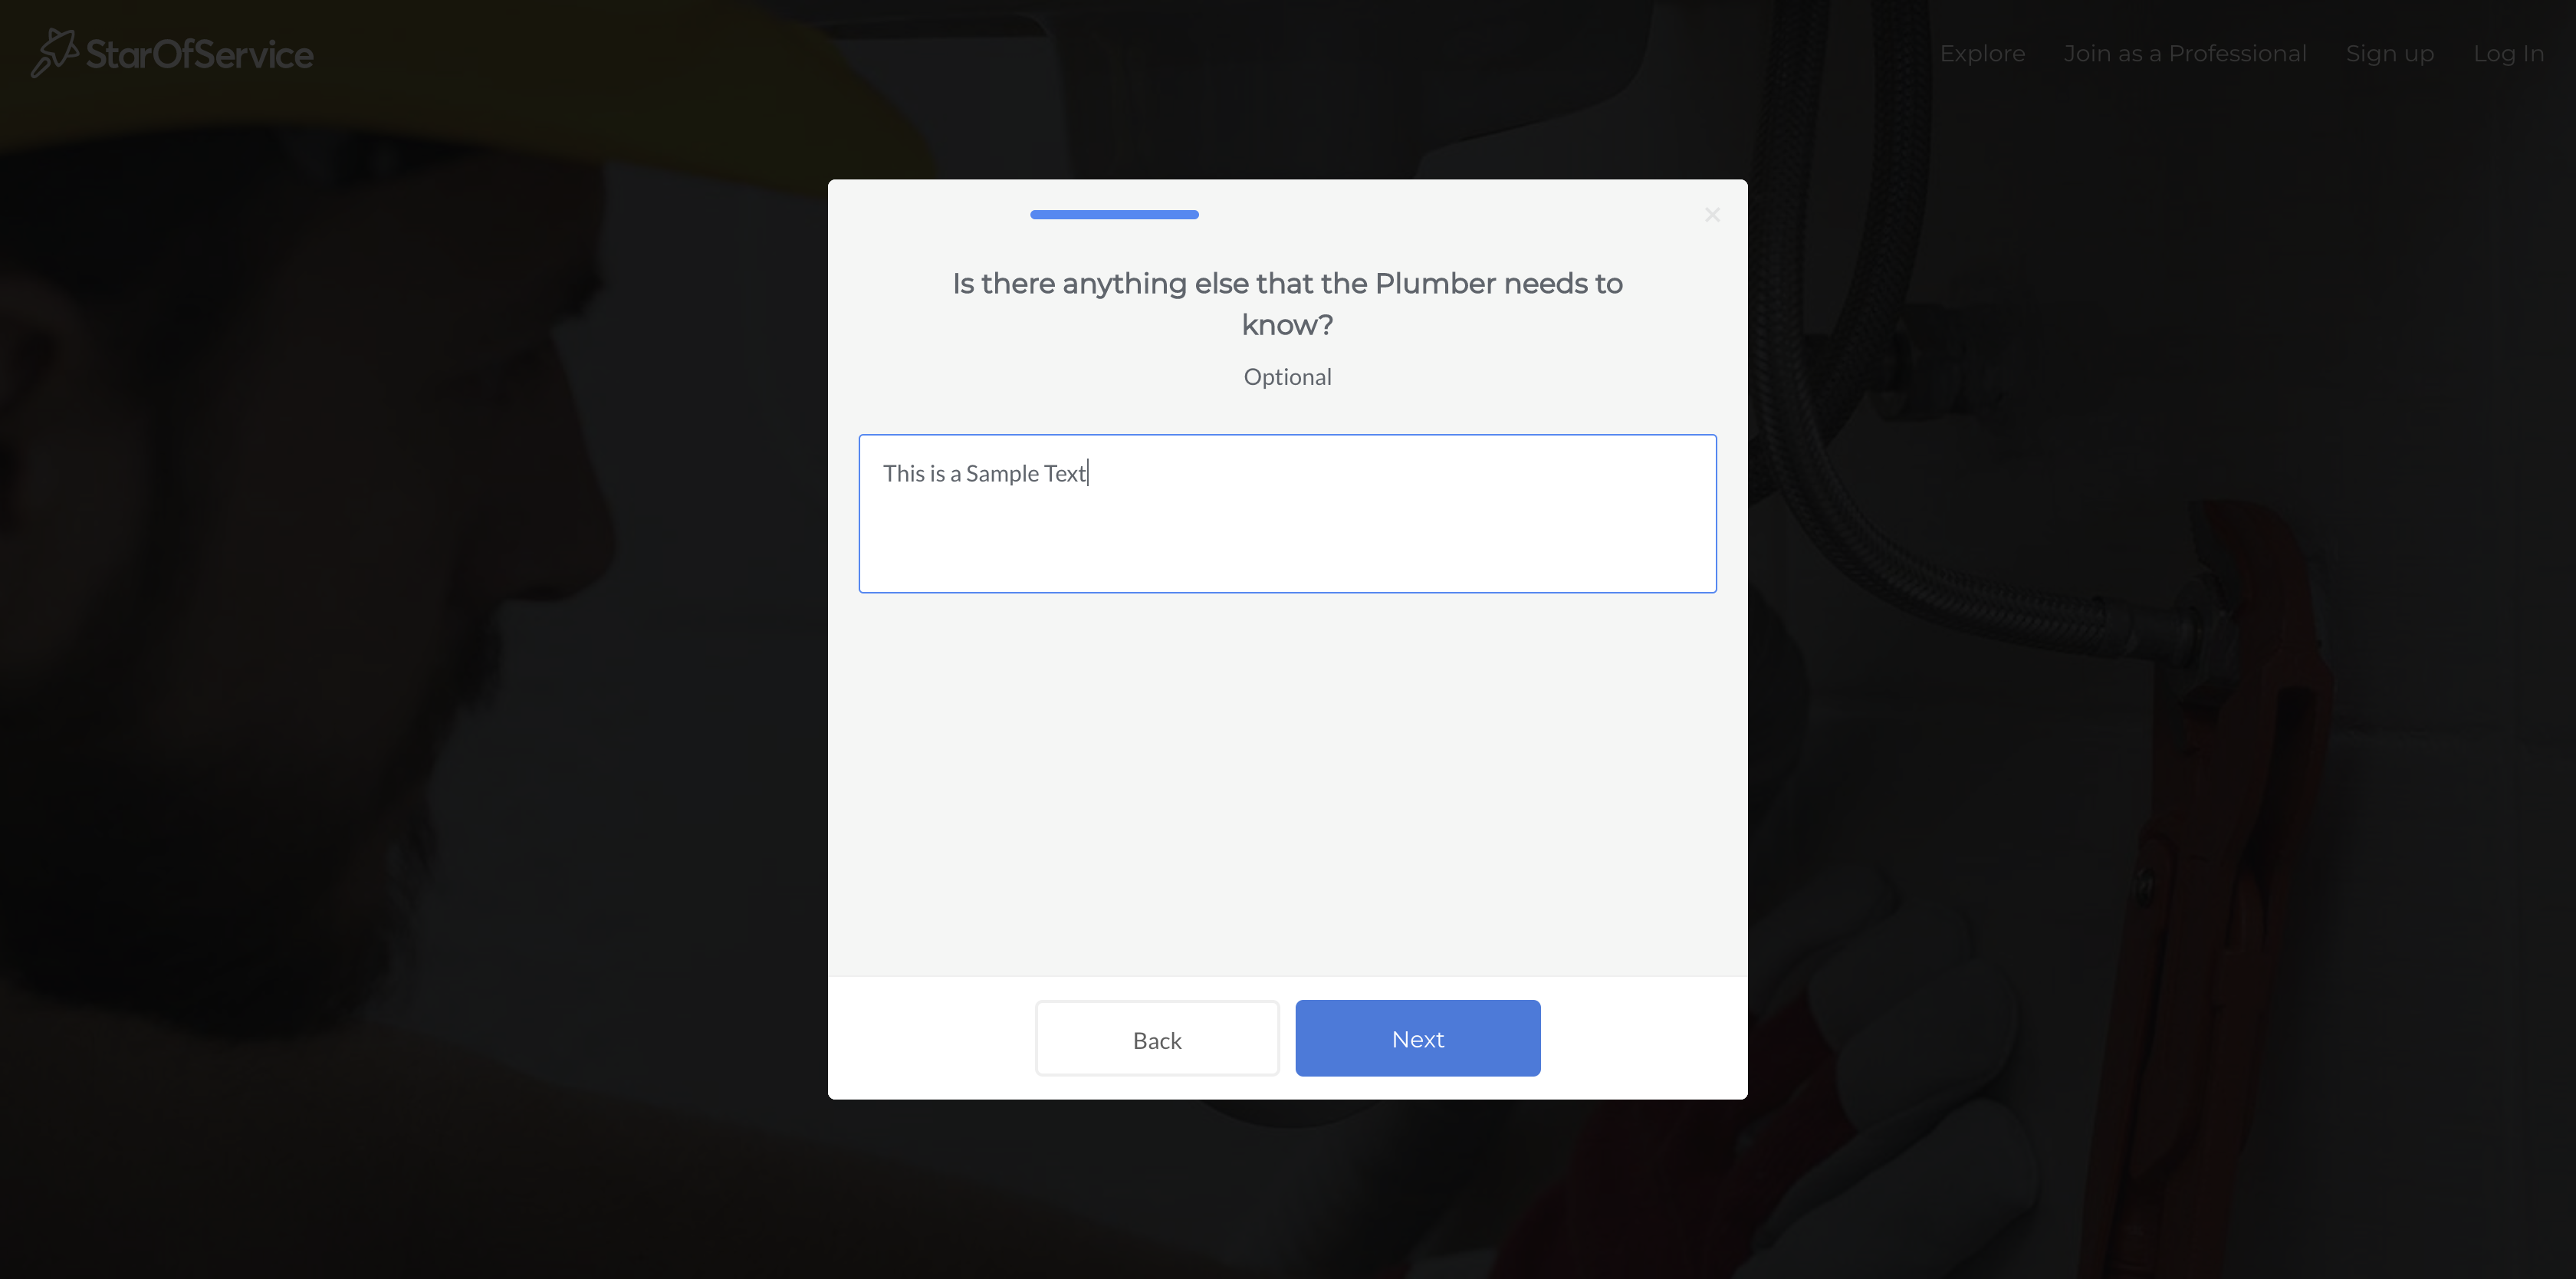 StarOfService
Explore
Join as a Professional
Sign up
Log In
Is there anything else that the Plumber needs to
know?
Optional
This is a Sample Text
Back
Next